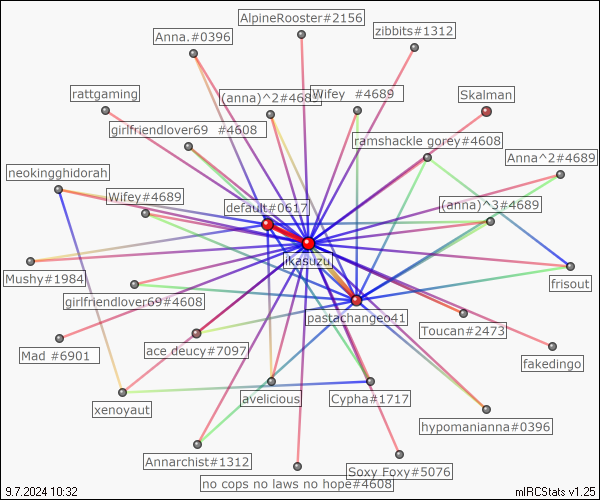 AlpineRooster#2156
Anna.#0396
zibbits#1312
rattgaming
(anna)^2#4689
Wifey #4689
Skalman
girlfriendlover69 #4608
ramshackle gorey#4608
Anna^2#4689
neokingghidorah
Wifey#4689
default#0617
(anna)^3#4689
ikasuzu
Mushy#1984
frisout
girlfriendlover69#4608
pastachangeo41
Toucan#2473
Mad #6901
ace deucy#7097
fakedingo
xenoyaut
avelicious
Cypha#1717
hypomanianna#0396
Annarchist#1312
Soxy Foxy#5076
no cops no laws no hope#4608
9.7.2024 10:32
mIRCStats v1.25